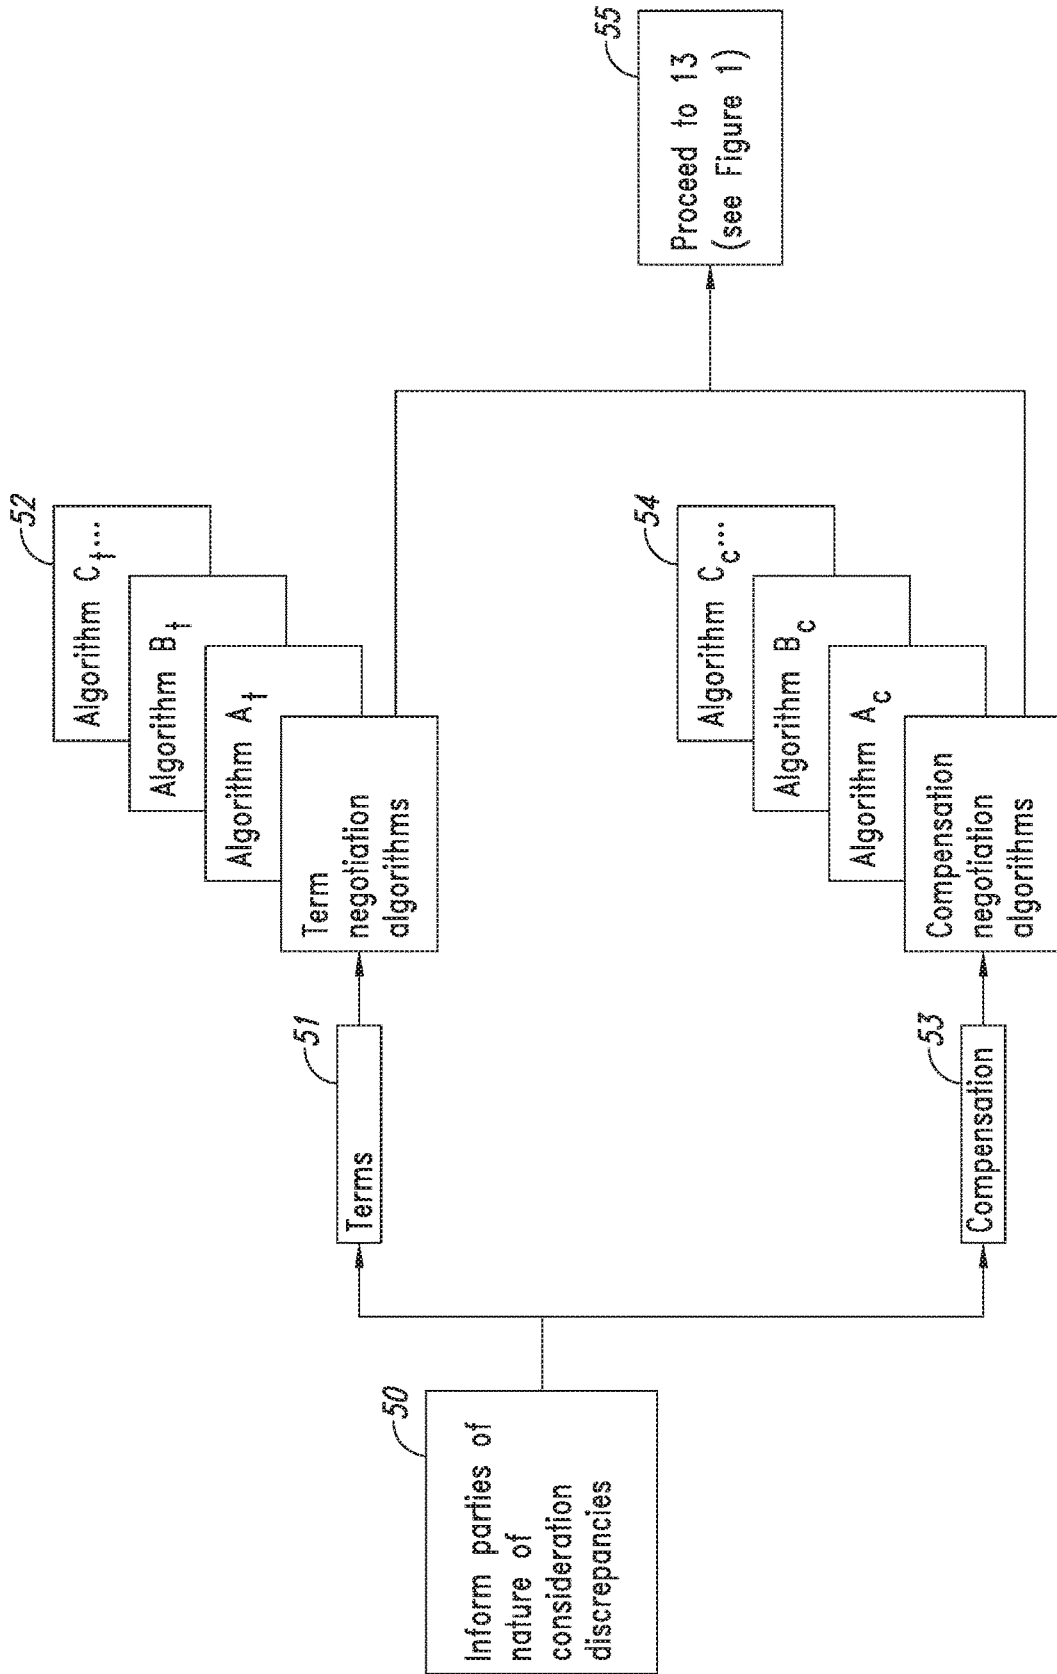 50
Inform parties of
nature of
consideration
discrepancies
51
Terms
52
Term
negotiation
algorithms
Algorithm A_t
Algorithm B_t
Algorithm C_t...
53
Compensation
54
Compensation
negotiation
algorithms
Algorithm A_c
Algorithm B_c
Algorithm C_c...
55
Proceed to 13
(see Figure 1)